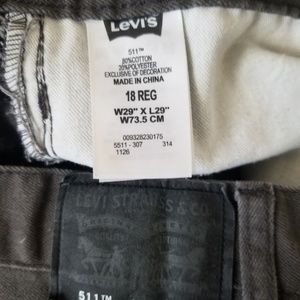 Levi's
511™
80%COTTON
20%POLYESTER
EXCLUSIVE OF DECORATION
MADE IN CHINA
18 REG
W29" X L29"
W73.5 CM
009328230175
5511 - 307 314
1126
LEVI STRAUSS & CO.
511™